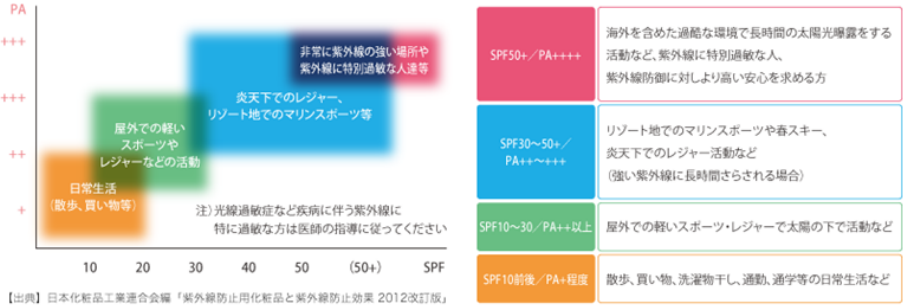 PA
+++
+++
++
+
非常に紫外線の強い場所や
紫外線に特別過敏な人達等
炎天下でのレジャー、
リゾート地でのマリンスポーツ等
屋外での軽い
スポーツや
レジャーなどの活動
日常生活
（散歩、買い物等）
注）光線過敏症など疾病に伴う紫外線に
特に過敏な方は医師の指導に従ってください
10 20 30 40 50 (50+) SPF
【出典】日本化粧品工業連合会編「紫外線防止用化粧品と紫外線防止効果 2012改訂版」
SPF50+／PA++++
海外を含めた過酷な環境で長時間の太陽光曝露をする
活動など、紫外線に特別過敏な人、
紫外線防御に対しより高い安心を求める方
SPF30〜50+／
PA++〜+++
リゾート地でのマリンスポーツや春スキー、
炎天下でのレジャー活動など
（強い紫外線に長時間さらされる場合）
SPF10〜30／PA++以上
屋外での軽いスポーツ・レジャーで太陽の下で活動など
SPF10前後／PA+程度
散歩、買い物、洗濯物干し、通勤、通学等の日常生活など